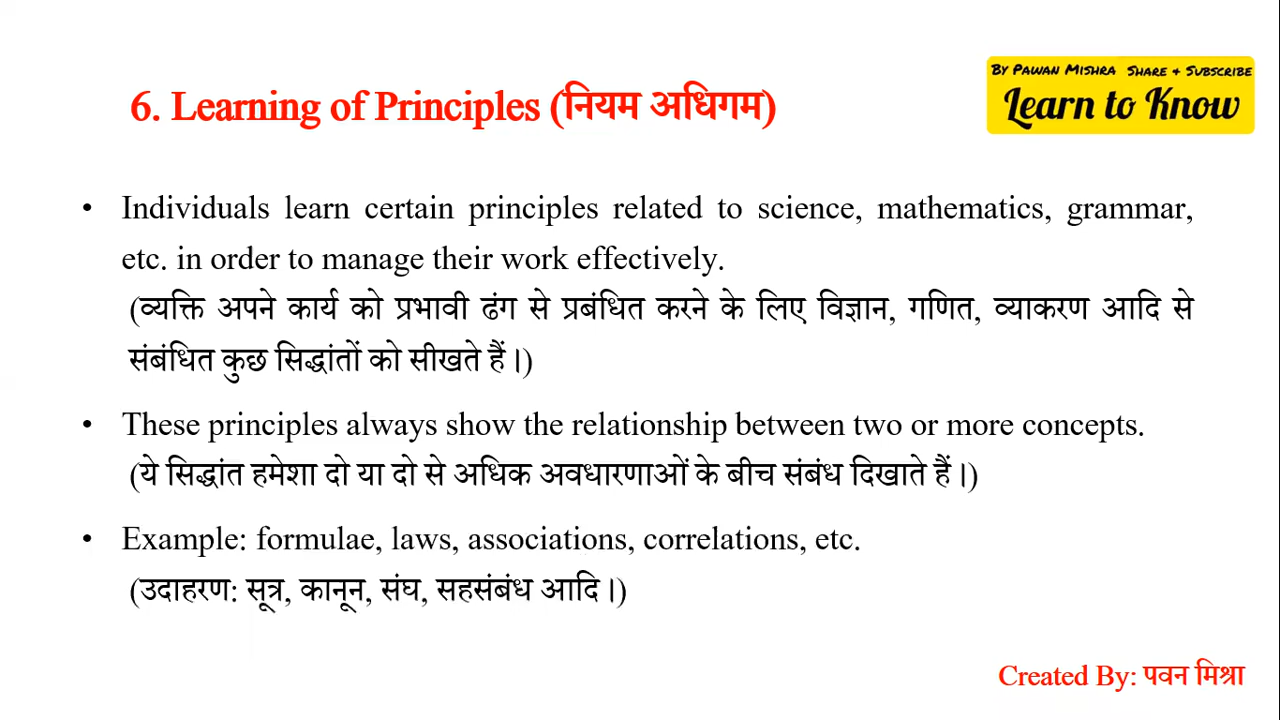 By Pawan Mishra Share & Subscribe
Learn to Know
6. Learning of Principles (नियम अधिगम)
• Individuals learn certain principles related to science, mathematics, grammar,
etc. in order to manage their work effectively.
(व्यक्ति अपने कार्य को प्रभावी ढंग से प्रबंधित करने के लिए विज्ञान, गणित, व्याकरण आदि से
संबंधित कुछ सिद्धांतों को सीखते हैं।)
• These principles always show the relationship between two or more concepts.
(ये सिद्धांत हमेशा दो या दो से अधिक अवधारणाओं के बीच संबंध दिखाते हैं।)
• Example: formulae, laws, associations, correlations, etc.
(उदाहरण: सूत्र, कानून, संघ, सहसंबंध आदि।)
Created By: पवन मिश्रा